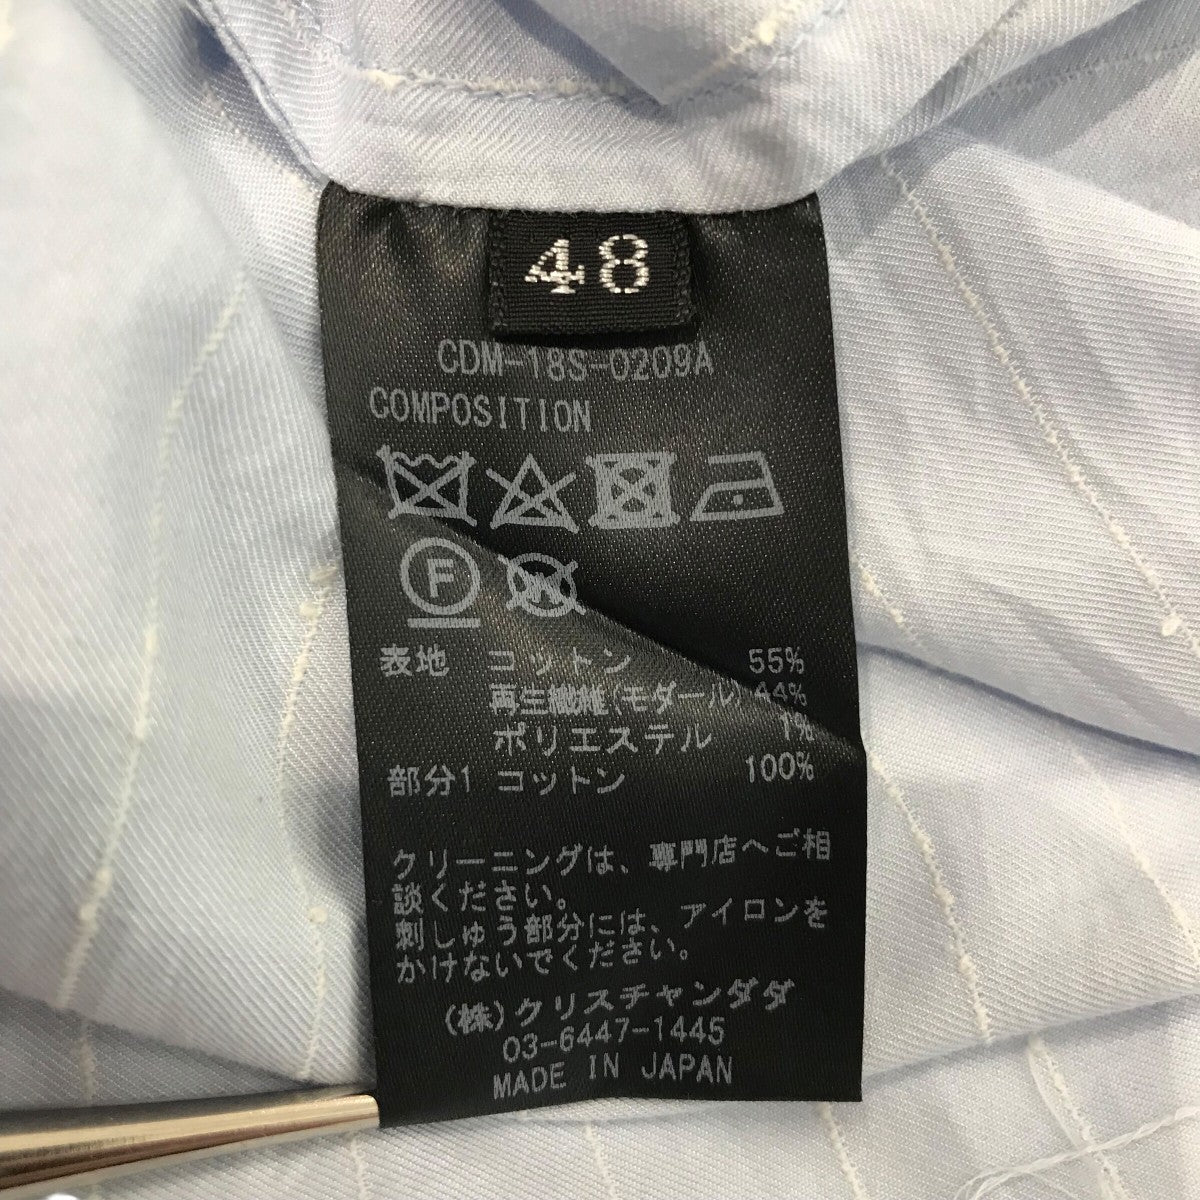 48
CDM-18S-0209A
COMPOSITION
F
W
表地 コットン 55%
再生繊維(モダール) 44%
ポリエステル 1%
部分1 コットン 100%
クリーニングは、専門店へご相
談ください。
刺しゅう部分には、アイロンを
かけないでください。
(株)クリスチャンダダ
03-6447-1445
MADE IN JAPAN